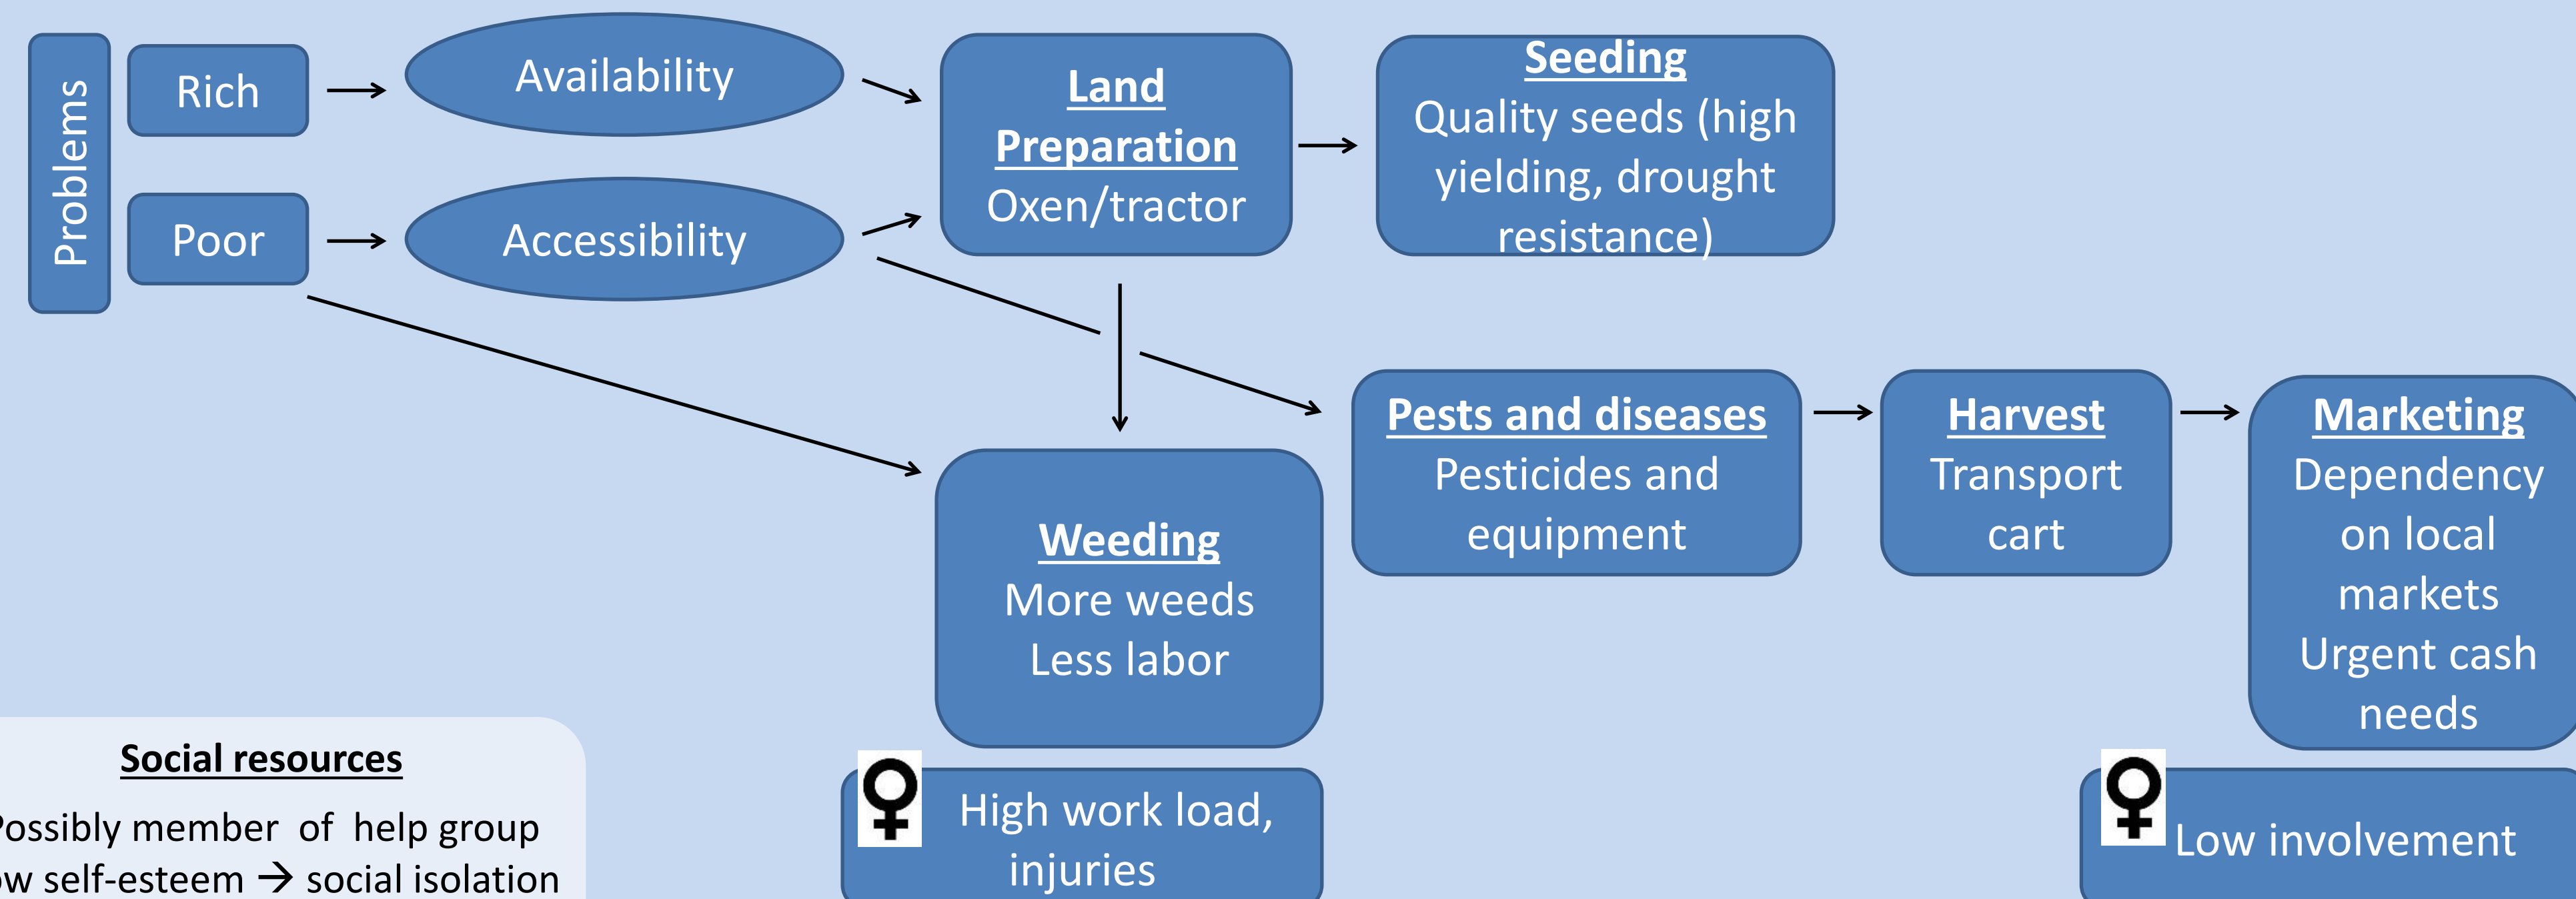 Problems
Rich
Poor
Availability
Accessibility
Land
Preparation
Oxen/tractor
Seeding
Quality seeds (high
yielding, drought
resistance)
Weeding
More weeds
Less labor
Pests and diseases
Pesticides and
equipment
Harvest
Transport
cart
Marketing
Dependency
on local
markets
Urgent cash
needs
Social resources
Possibly member of help group
ow self-esteem → social isolation
High work load,
injuries
Low involvement